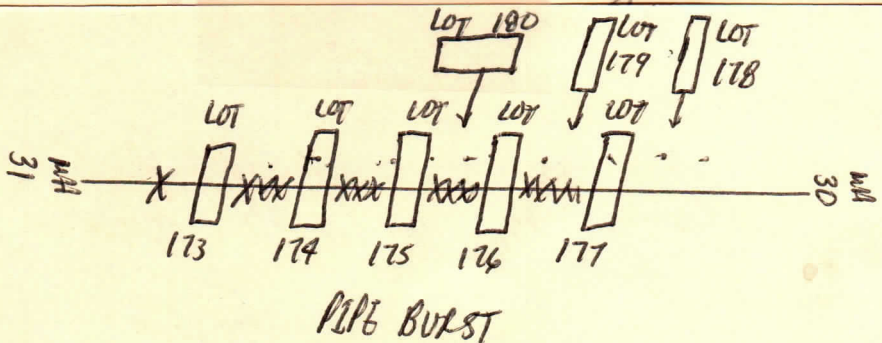 LOT 180
LOT 179
LOT 178
LOT 173
LOT 174
LOT 175
LOT 176
LOT 177
MH 31
MH 30
PIPE BURST